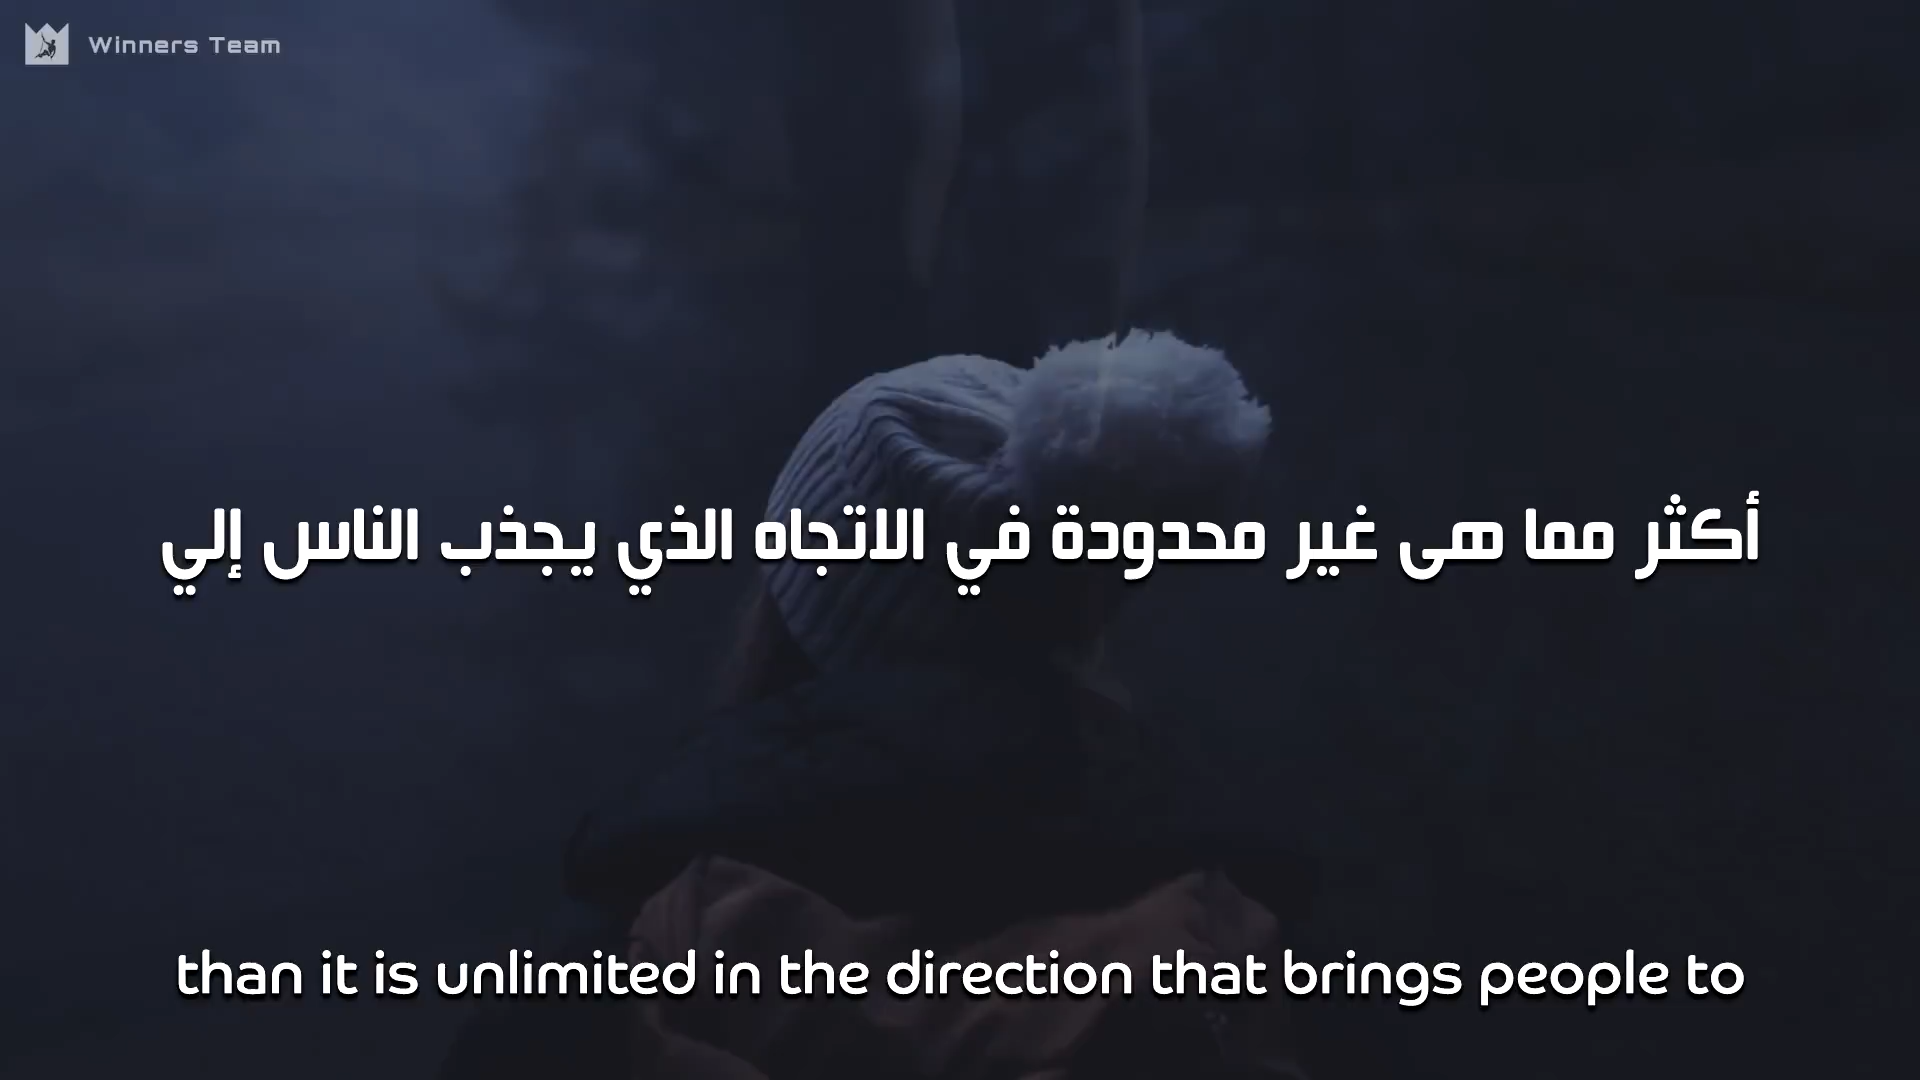 Winners Team
أكثر مما هى غير محدودة في الاتجاه الذي يجذب الناس إلي
than it is unlimited in the direction that brings people to